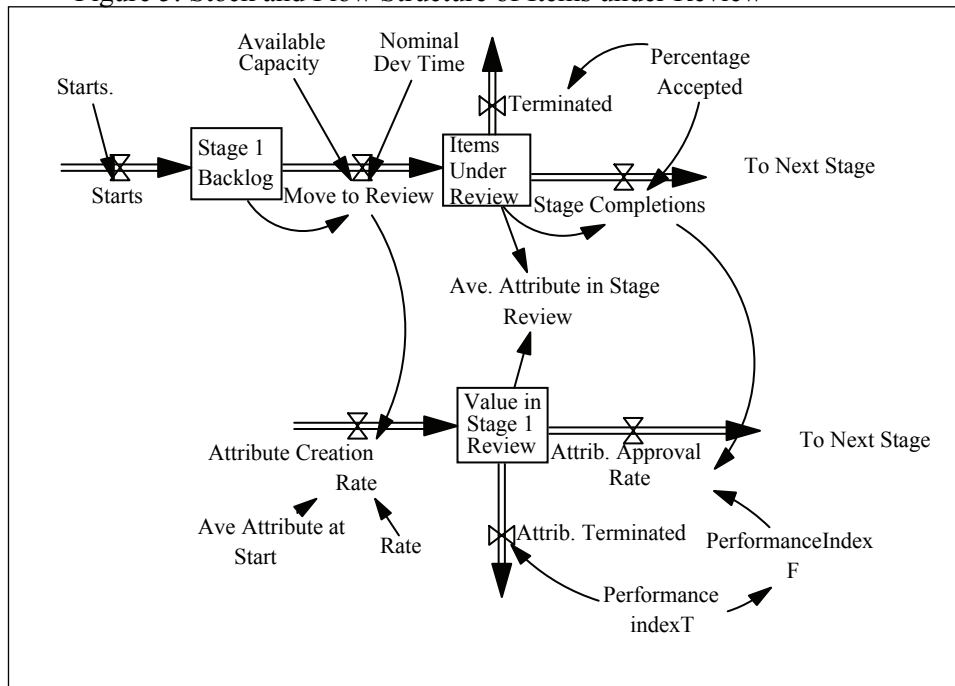 Figure 3: Stock and Flow Structure of Items under Review
Available
Capacity
Nominal
Dev Time
Percentage
Accepted
Starts.
Terminated
Stage 1
Backlog
Items
Under
Review
To Next Stage
Starts
Move to Review
Stage Completions
Ave. Attribute in Stage
Review
Value in
Stage 1
Review
To Next Stage
Attribute Creation
Rate
Attrib. Approval
Rate
Ave Attribute at
Start
Rate
Attrib. Terminated
PerformanceIndex
F
Performance
indexT